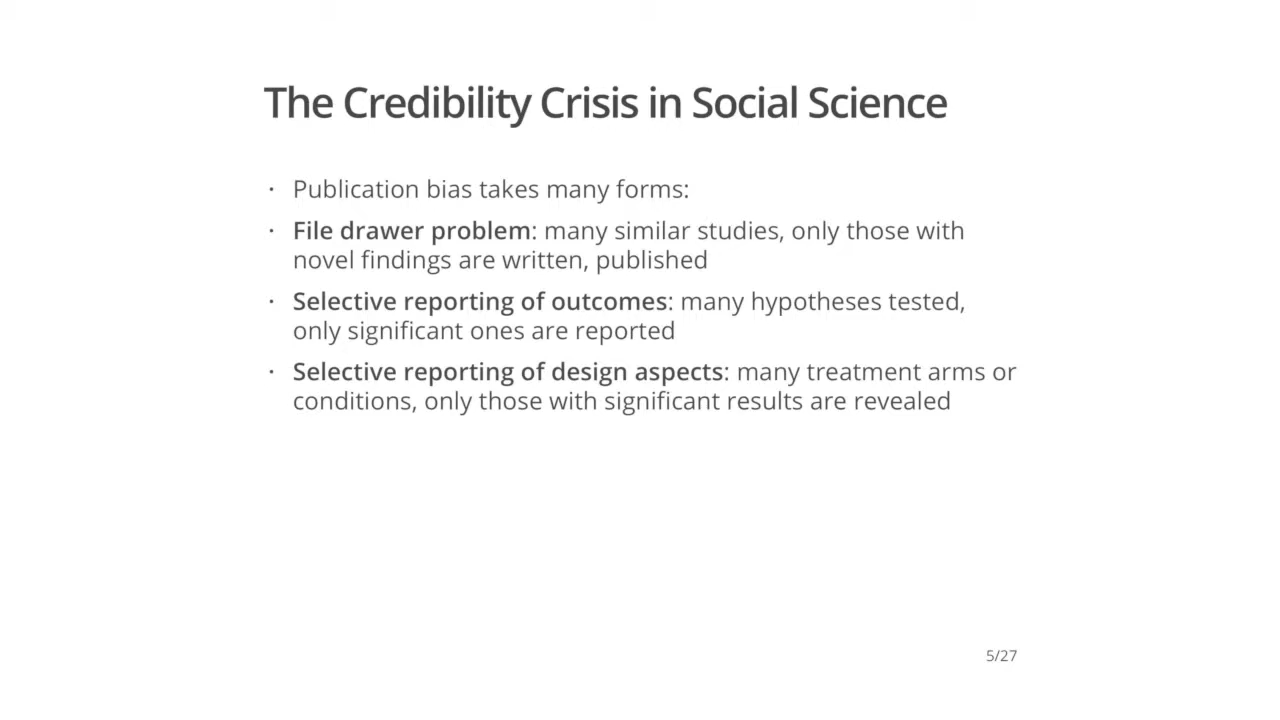 The Credibility Crisis in Social Science
· Publication bias takes many forms:
· File drawer problem: many similar studies, only those with
novel findings are written, published
· Selective reporting of outcomes: many hypotheses tested,
only significant ones are reported
· Selective reporting of design aspects: many treatment arms or
conditions, only those with significant results are revealed
5/27